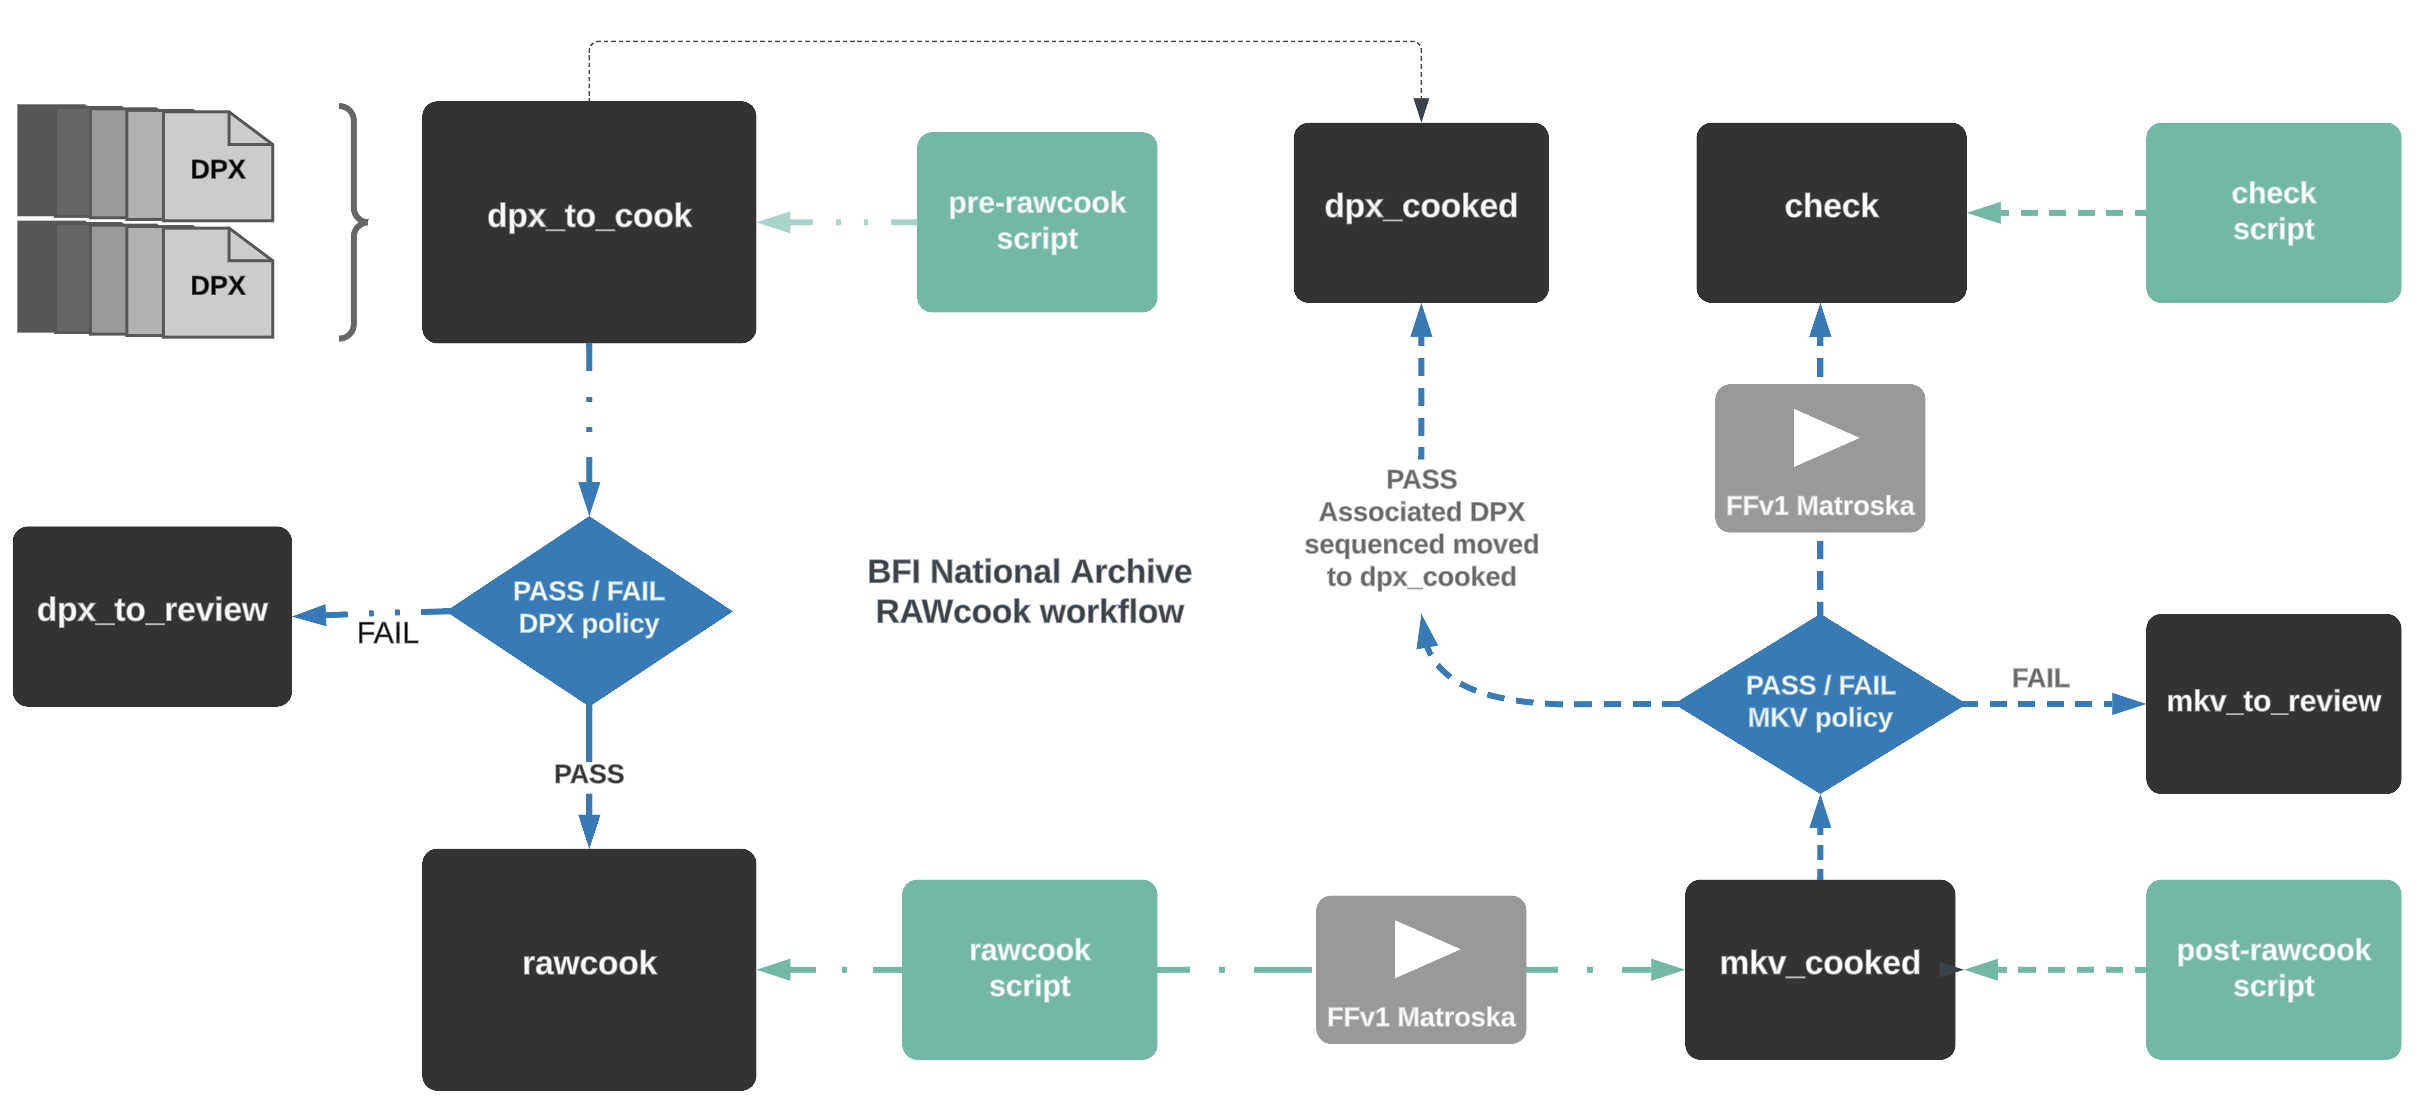 DPX
DPX
dpx_to_cook
pre-rawcook
script
dpx_cooked
check
check
script
PASS
Associated DPX
sequenced moved
to dpx_cooked
FFv1 Matroska
dpx_to_review
FAIL
PASS / FAIL
DPX policy
BFI National Archive
RAWcook workflow
PASS / FAIL
MKV policy
FAIL
mkv_to_review
PASS
rawcook
rawcook
script
FFv1 Matroska
mkv_cooked
post-rawcook
script